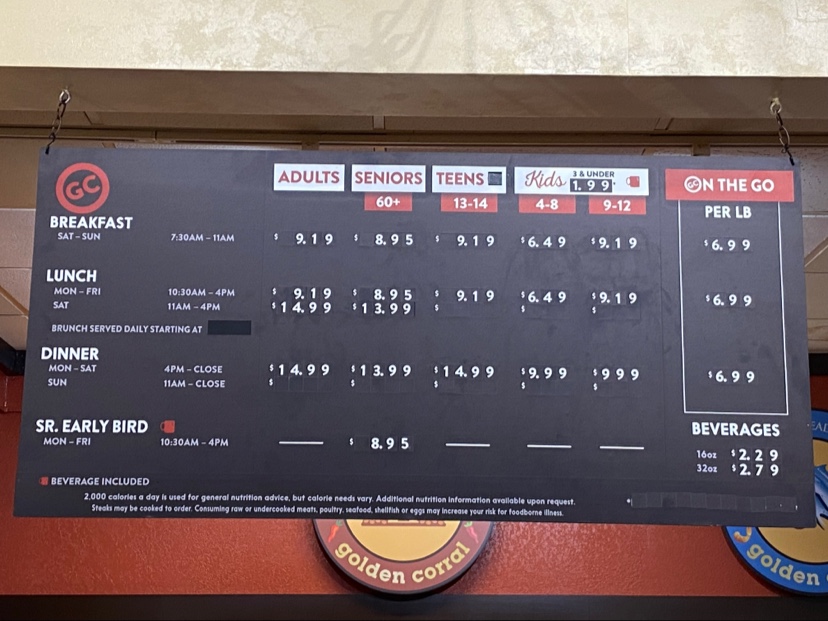 GC
ADULTS SENIORS TEENS Kids 3 & UNDER 1.99 ON THE GO
60+ 13-14 4-8 9-12 PER LB
BREAKFAST
SAT – SUN 7:30AM – 11AM $ 9.19 $ 8.95 $ 9.19 $6.49 $9.19 $6.99
LUNCH
MON – FRI 10:30AM – 4PM $ 9.19 $ 8.95 $ 9.19 $6.49 $9.19 $6.99
SAT 11AM – 4PM $14.99 $13.99 $ $ $
BRUNCH SERVED DAILY STARTING AT
DINNER
MON – SAT 4PM – CLOSE $14.99 $13.99 $14.99 $9.99 $999 $6.99
SUN 11AM – CLOSE $ $ $ $ $
SR. EARLY BIRD
MON – FRI 10:30AM – 4PM $ 8.95
BEVERAGES
16oz $2.29
32oz $2.79
BEVERAGE INCLUDED
2,000 calories a day is used for general nutrition advice, but calorie needs vary. Additional nutrition information available upon request.
Steaks may be cooked to order. Consuming raw or undercooked meats, poultry, seafood, shellfish or eggs may increase your risk for foodborne illness.
golden corral
golden